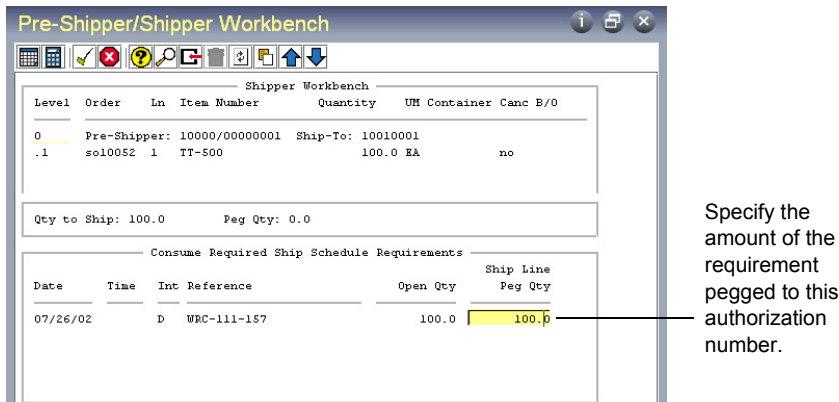 Pre-Shipper/Shipper Workbench
Shipper Workbench
Level Order Ln Item Number Quantity UM Container Canc B/O
0 Pre-Shipper: 10000/00000001 Ship-To: 10010001
.1 so10052 1 TT-500 100.0 EA no
Qty to Ship: 100.0 Peg Qty: 0.0
Consume Required Ship Schedule Requirements
Ship Line
Date Time Int Reference Open Qty Peg Qty
07/26/02 D WRC-111-157 100.0 100.0
Specify the
amount of the
requirement
pegged to this
authorization
number.